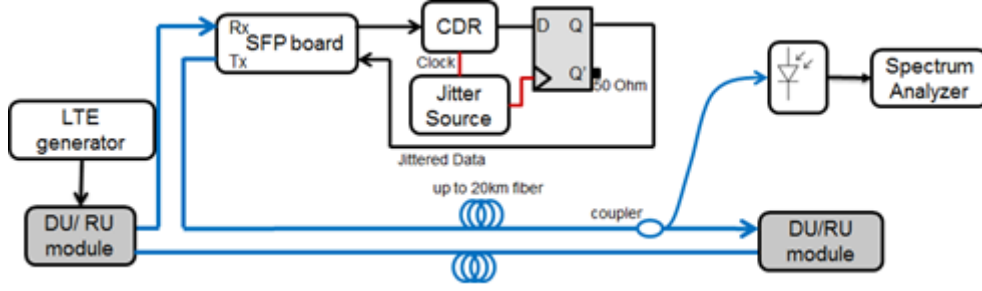 Rx
SFP board
Tx
CDR
D Q
Q'
50 Ohm
Clock
Jitter
Source
Spectrum
Analyzer
LTE
generator
Jittered Data
up to 20km fiber
coupler
DU/ RU
module
DU/RU
module